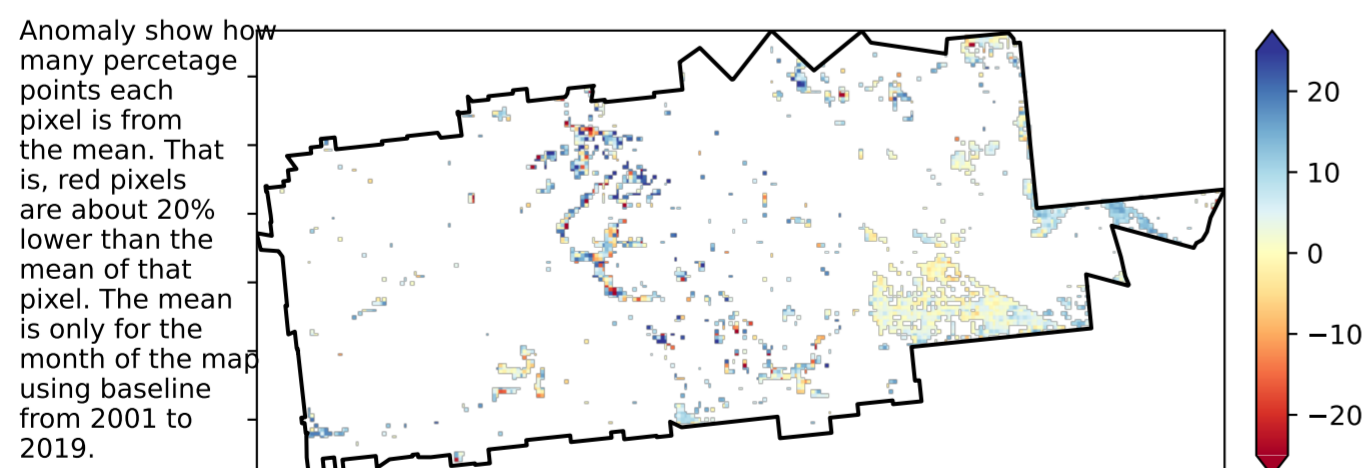 Anomaly show how
many percetage
points each
pixel is from
the mean. That
is, red pixels
are about 20%
lower than the
mean of that
pixel. The mean
is only for the
month of the map
using baseline
from 2001 to
2019.
20
10
0
−10
−20